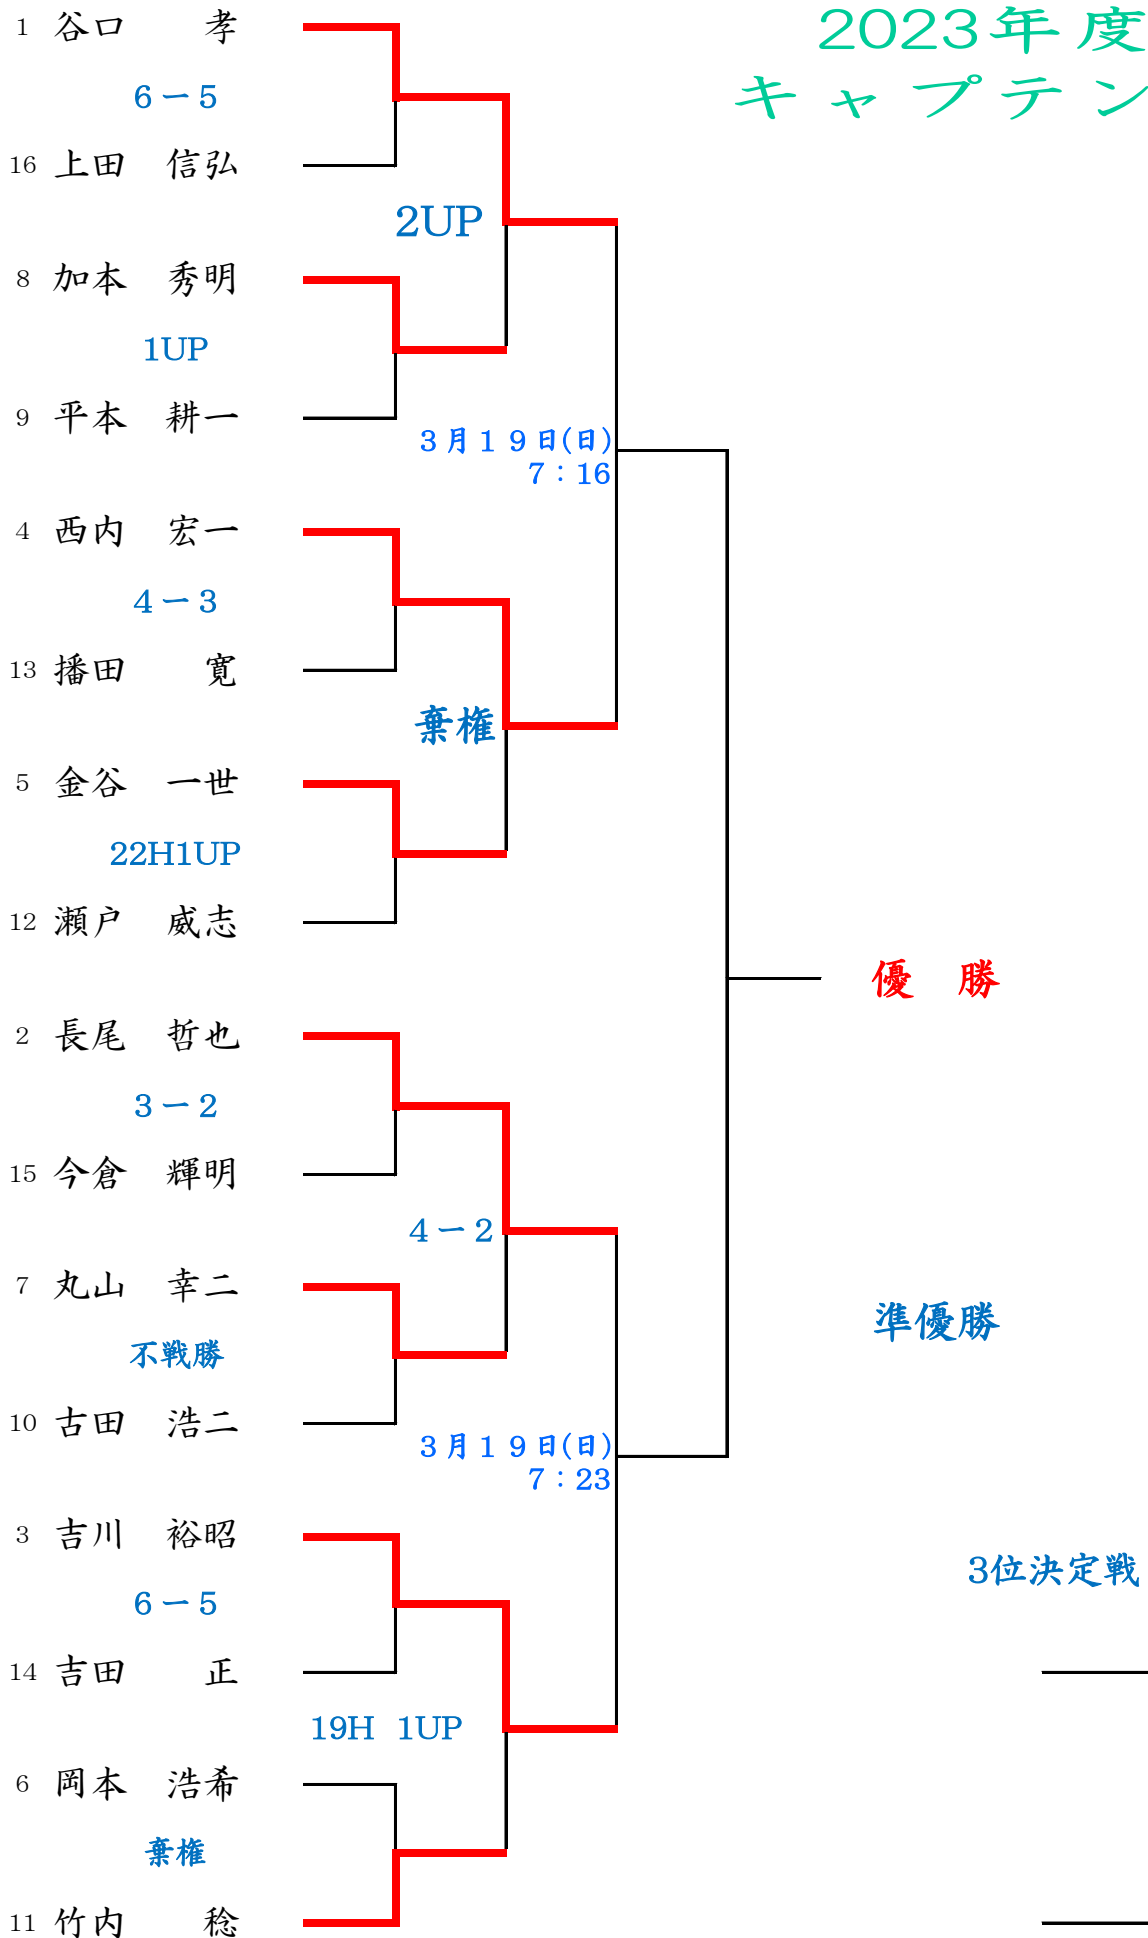 2023年度
キャプテン
1 谷口 孝
6－5
16 上田 信弘
2UP
8 加本 秀明
1UP
9 平本 耕一
3月19日(日)
7：16
4 西内 宏一
4－3
13 播田 寛
棄権
5 金谷 一世
22H1UP
12 瀬戸 威志
優 勝
2 長尾 哲也
3－2
15 今倉 輝明
4－2
7 丸山 幸二
準優勝
不戦勝
10 古田 浩二
3月19日(日)
7：23
3 吉川 裕昭
3位決定戦
6－5
14 吉田 正
19H 1UP
6 岡本 浩希
棄権
11 竹内 稔